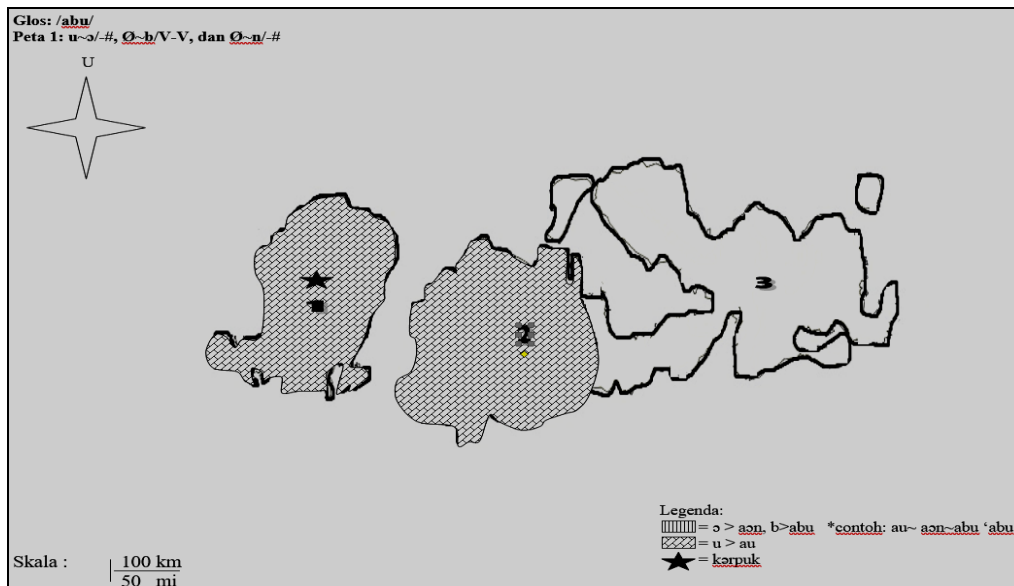 Glos: /abu/
Peta 1: u~ɔ/-#, Ø~b/V-V, dan Ø~n/-#
U
3
2
Legenda:
= ɔ > aɔn, b>abu *contoh: au~ aɔn~abu ‘abu
= u > au
= kərpuk
Skala : 100 km
50 mi